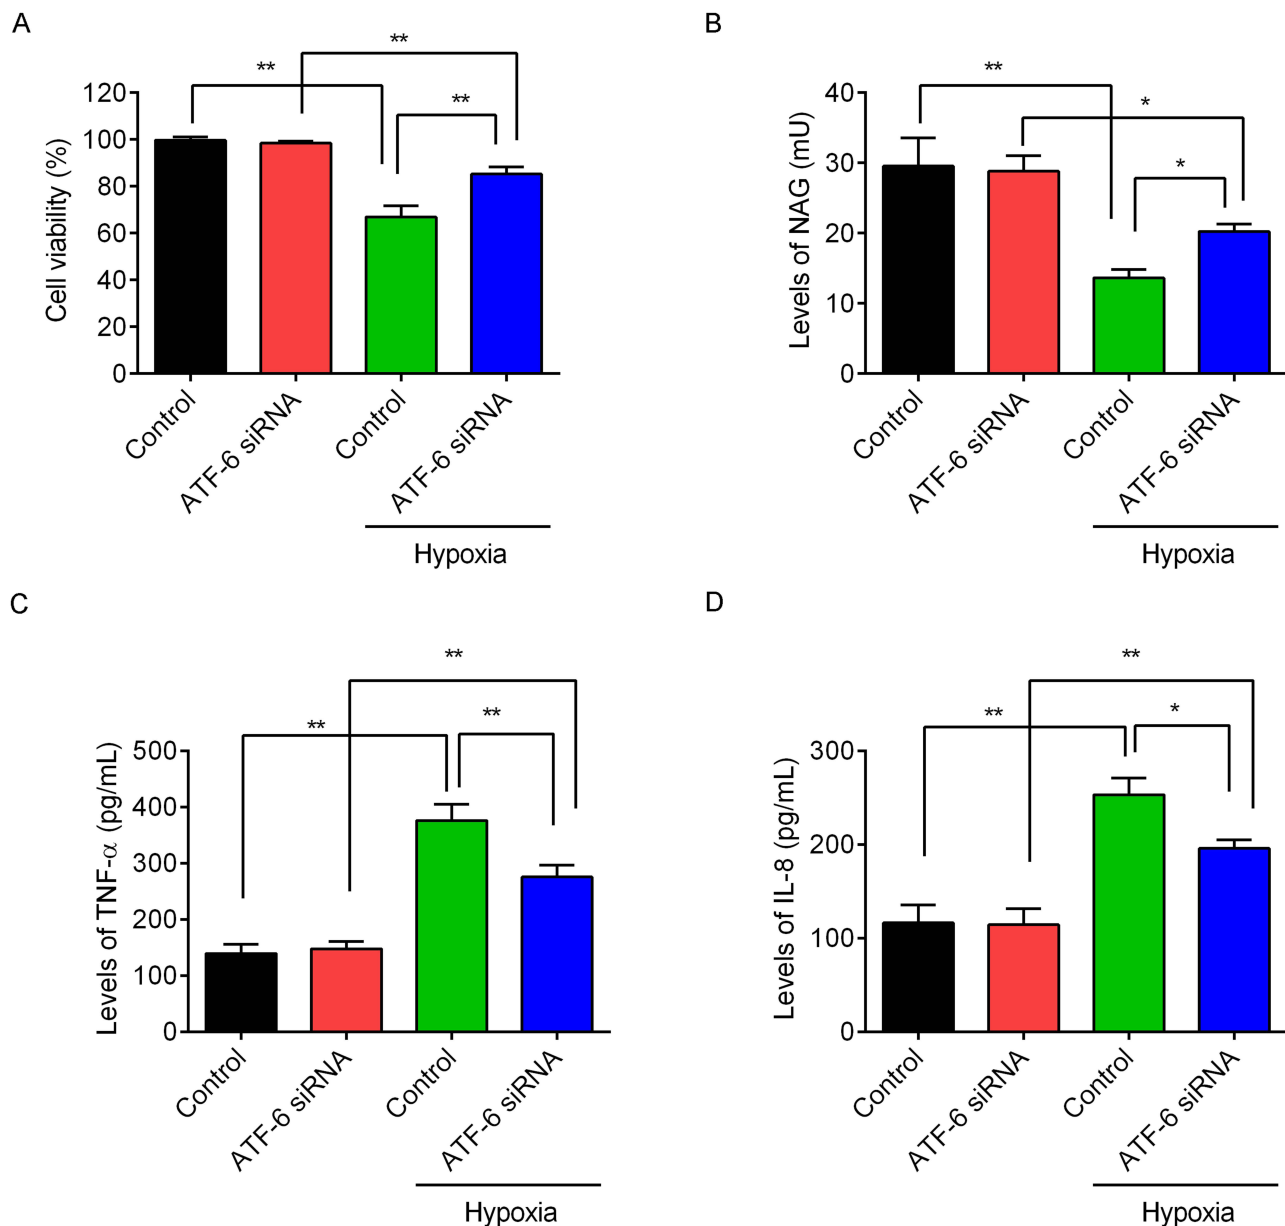 A
**
**
**
120
100
80
60
40
20
0
Cell viability (%)
Control
ATF-6 siRNA
Control
ATF-6 siRNA
Hypoxia
B
**
*
*
40
30
20
10
0
Levels of NAG (mU)
Control
ATF-6 siRNA
Control
ATF-6 siRNA
Hypoxia
C
**
**
**
500
400
300
200
100
0
Levels of TNF-α (pg/mL)
Control
ATF-6 siRNA
Control
ATF-6 siRNA
Hypoxia
D
**
**
*
300
200
100
0
Levels of IL-8 (pg/mL)
Control
ATF-6 siRNA
Control
ATF-6 siRNA
Hypoxia